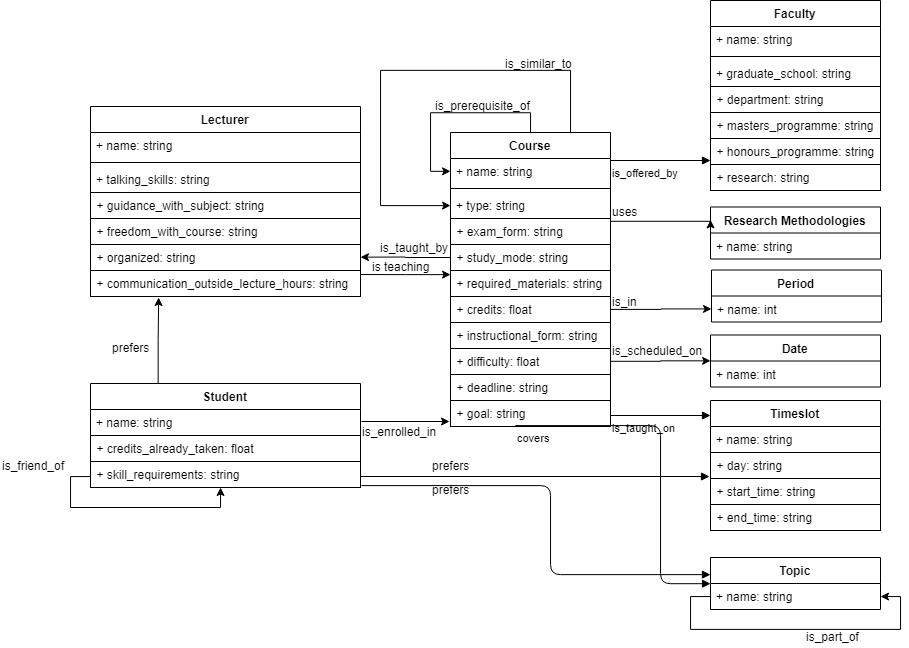 Faculty
+ name: string
+ graduate_school: string
+ department: string
+ masters_programme: string
+ honours_programme: string
+ research: string
is_similar_to
is_prerequisite_of
Lecturer
+ name: string
+ talking_skills: string
+ guidance_with_subject: string
+ freedom_with_course: string
+ organized: string
+ communication_outside_lecture_hours: string
Course
+ name: string
+ type: string
+ exam_form: string
+ study_mode: string
+ required_materials: string
+ credits: float
+ instructional_form: string
+ difficulty: float
+ deadline: string
+ goal: string
is_offered_by
uses
Research Methodologies
+ name: string
is_taught_by
is teaching
is_in
Period
+ name: int
is_scheduled_on
Date
+ name: int
prefers
Student
+ name: string
+ credits_already_taken: float
+ skill_requirements: string
is_enrolled_in
covers
is_taught_on
Timeslot
+ name: string
+ day: string
+ start_time: string
+ end_time: string
is_friend_of
prefers
prefers
Topic
+ name: string
is_part_of